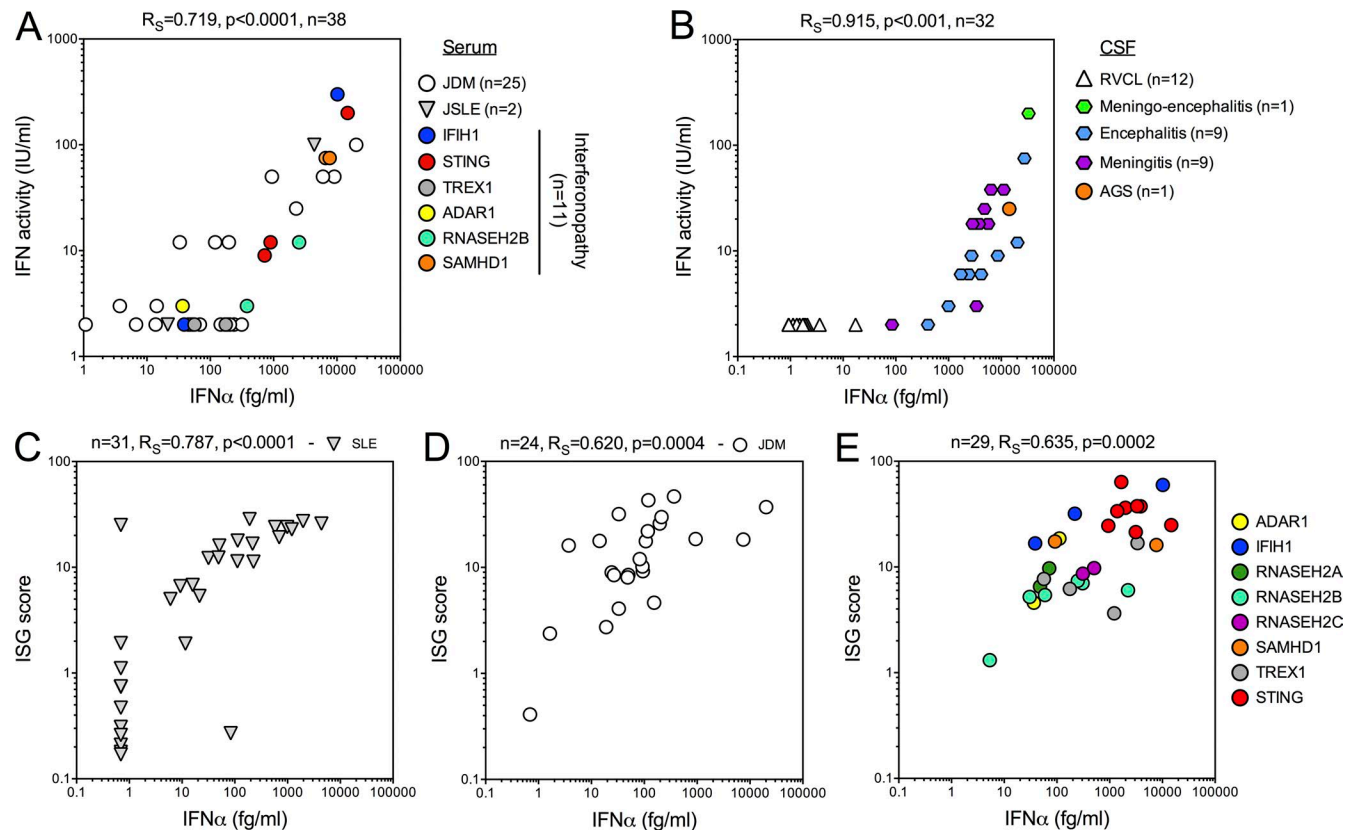 A
R_S=0.719, p<0.0001, n=38
1000
100
10
1
IFN activity (IU/ml)
1
10
100
1000
10000
100000
IFNα (fg/ml)
Serum
JDM (n=25)
JSLE (n=2)
IFIH1
STING
TREX1
ADAR1
RNASEH2B
SAMHD1
Interferonopathy
(n=11)
B
R_S=0.915, p<0.001, n=32
1000
100
10
1
IFN activity (IU/ml)
0.1
1
10
100
1000
10000
100000
IFNα (fg/ml)
CSF
RVCL (n=12)
Meningo-encephalitis (n=1)
Encephalitis (n=9)
Meningitis (n=9)
AGS (n=1)
C
n=31, R_S=0.787, p<0.0001 - SLE
100
10
1
0.1
ISG score
0.1
1
10
100
1000
10000
100000
IFNα (fg/ml)
D
n=24, R_S=0.620, p=0.0004 - JDM
100
10
1
0.1
ISG score
0.1
1
10
100
1000
10000
100000
IFNα (fg/ml)
E
n=29, R_S=0.635, p=0.0002
100
10
1
0.1
ISG score
0.1
1
10
100
1000
10000
100000
IFNα (fg/ml)
ADAR1
IFIH1
RNASEH2A
RNASEH2B
RNASEH2C
SAMHD1
TREX1
STING